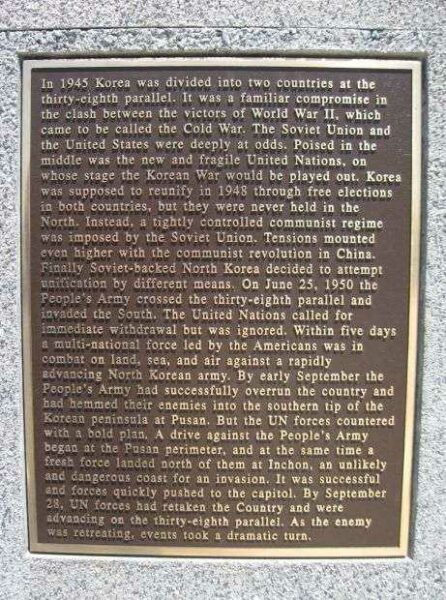 In 1945 Korea was divided into two countries at the
thirty-eighth parallel. It was a familiar compromise in
the clash between the victors of World War II, which
came to be called the Cold War. The Soviet Union and
the United States were deeply at odds. Poised in the
middle was the new and fragile United Nations, on
whose stage the Korean War would be played out. Korea
was supposed to reunify in 1948 through free elections
in both countries, but they were never held in the
North. Instead, a tightly controlled communist regime
was imposed by the Soviet Union. Tensions mounted
even higher with the communist revolution in China.
Finally Soviet-backed North Korea decided to attempt
unification by different means. On June 25, 1950 the
People's Army crossed the thirty-eighth parallel and
invaded the South. The United Nations called for
immediate withdrawal but was ignored. Within five days
a multi-national force led by the Americans was in
combat on land, sea, and air against a rapidly
advancing North Korean army. By early September the
People's Army had successfully overrun the country and
had hemmed their enemies into the southern tip of the
Korean peninsula at Pusan. But the UN forces countered
with a bold plan. A drive against the People's Army
began at the Pusan perimeter, and at the same time a
fresh force landed north of them at Inchon, an unlikely
and dangerous coast for an invasion. It was successful
and forces quickly pushed to the capitol. By September
28, UN forces had retaken the Country and were
advancing on the thirty-eighth parallel. As the enemy
was retreating, events took a dramatic turn.